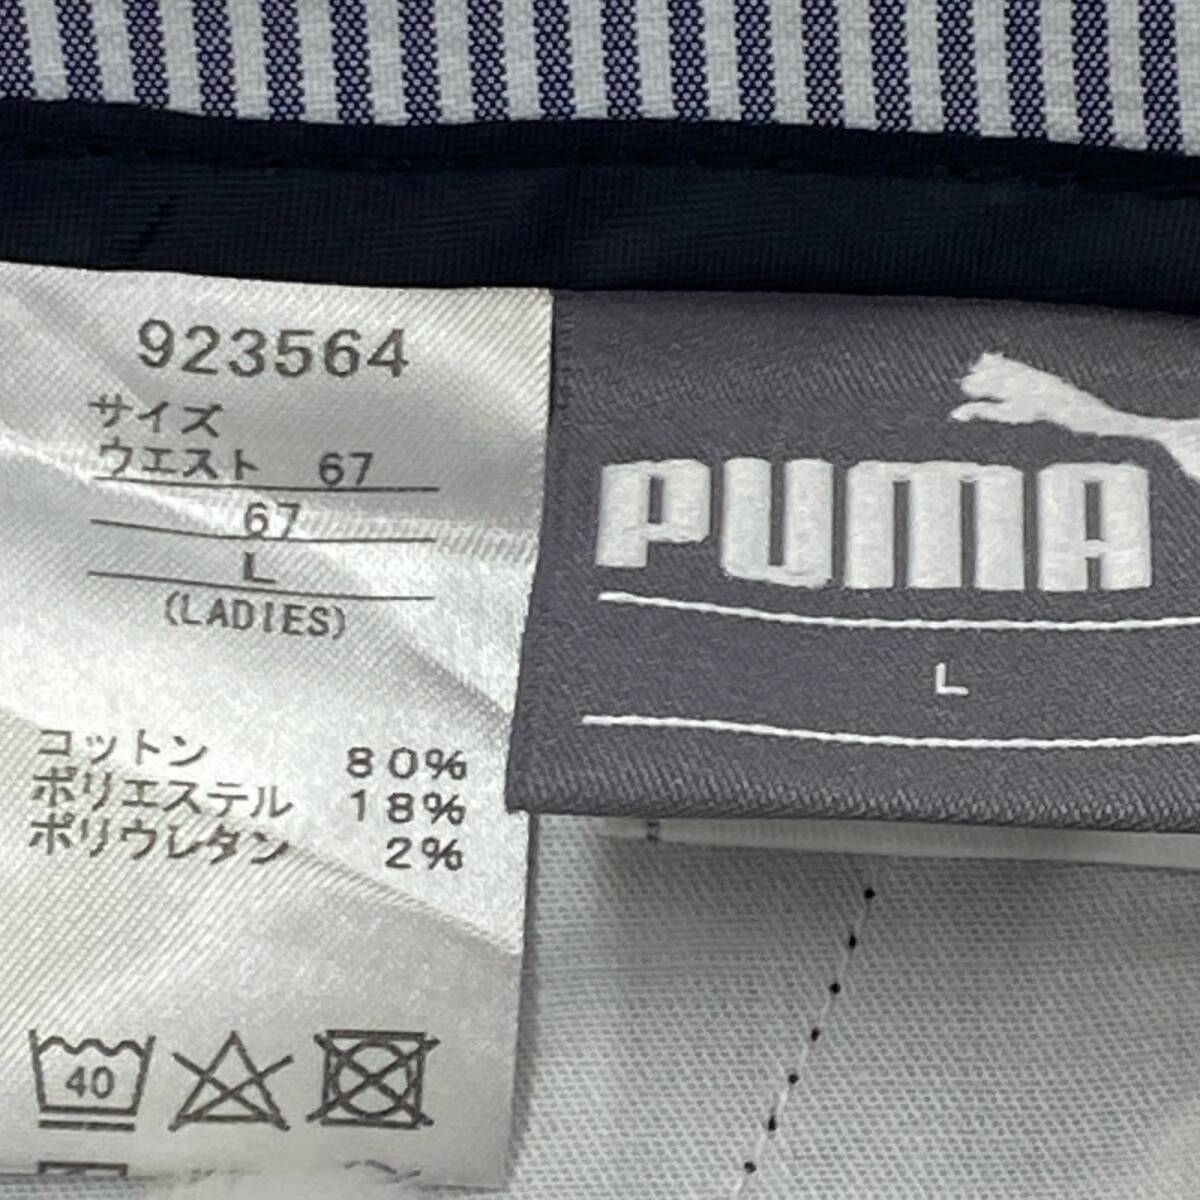 923564
サイズ
ウエスト 67
67
L
(LADIES)
コットン 80%
ポリエステル 18%
ポリウレタン 2%
40
PUMA
L